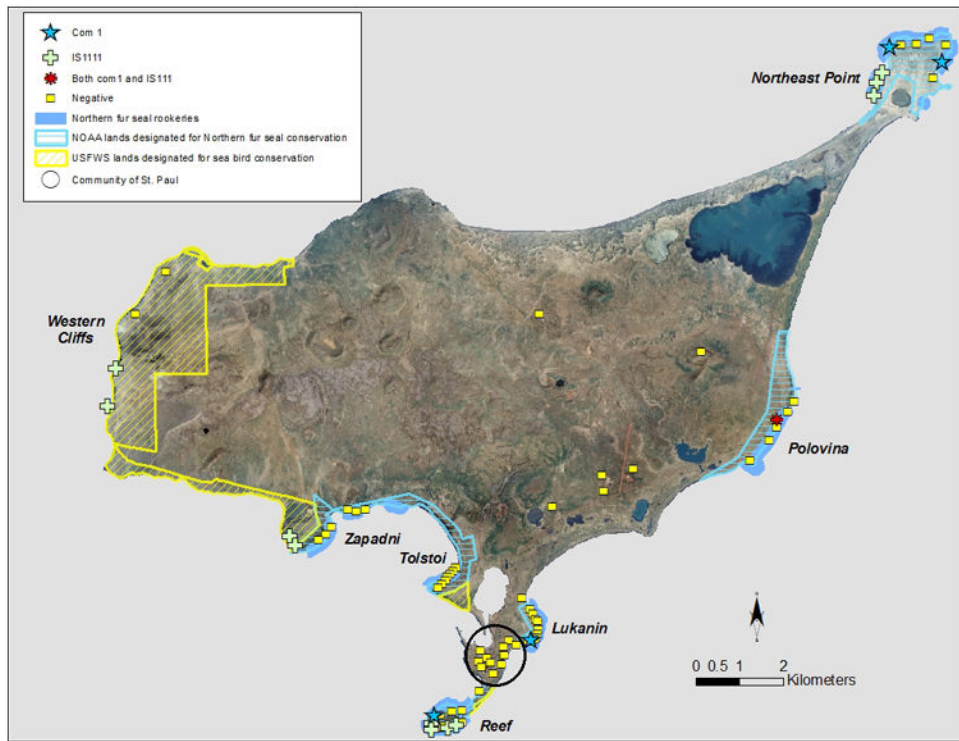 Com 1
IS1111
Both com1 and IS111
Negative
Northern fur seal rookeries
NOAA lands designated for Northern fur seal conservation
USFWS lands designated for sea bird conservation
Community of St. Paul
Northeast Point
Western
Cliffs
Polovina
Zapadni
Tolstoi
Lukanin
N
0 0.5 1 2
Kilometers
Reef